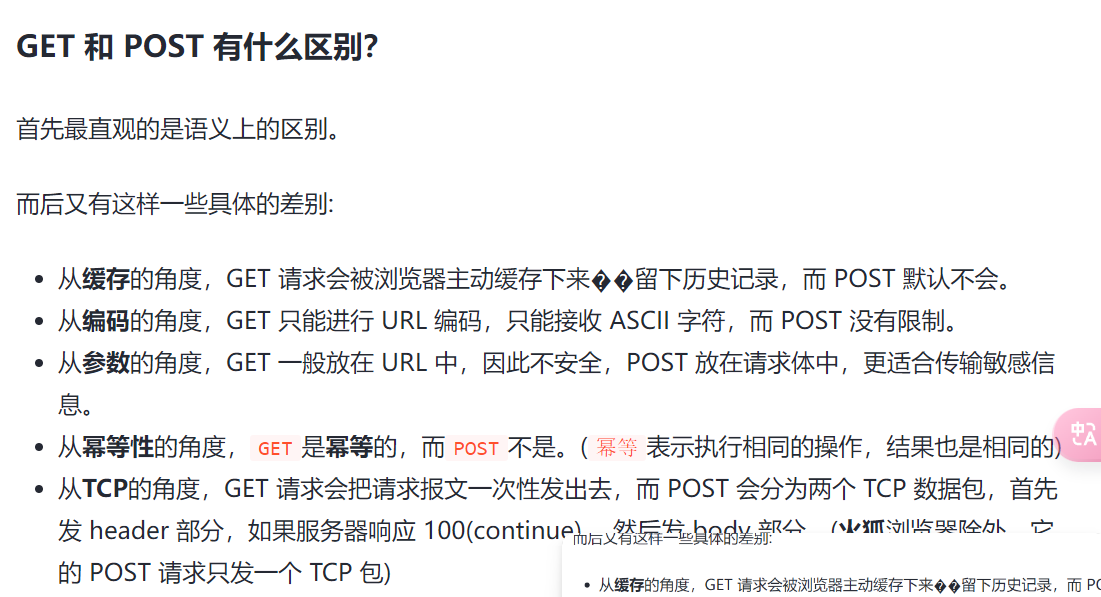 GET 和 POST 有什么区别?
首先最直观的是语义上的区别。
而后又有这样一些具体的差别:
从缓存的角度，GET 请求会被浏览器主动缓存下来��留下历史记录，而 POST 默认不会。
从编码的角度，GET 只能进行 URL 编码，只能接收 ASCII 字符，而 POST 没有限制。
从参数的角度，GET 一般放在 URL 中，因此不安全，POST 放在请求体中，更适合传输敏感信
息。
从幂等性的角度，GET是幂等的，而 POST 不是。(幂等 表示执行相同的操作，结果也是相同的)
从TCP的角度，GET 请求会把请求报文一次性发出去，而 POST 会分为两个 TCP 数据包，首先
发 header 部分，如果服务器响应 100(continue)， 然后发 body 部分。(火狐浏览器除外，它
的 POST 请求只发一个 TCP 包)
而后又有这样一些具体的差别:
从缓存的角度，GET 请求会被浏览器主动缓存下来��留下历史记录，而 PO